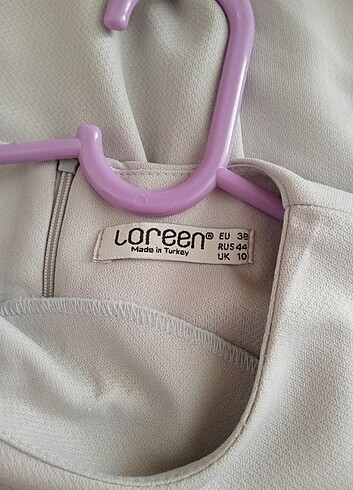 Loreen®
Made in Turkey
EU 38
RUS 44
UK 10